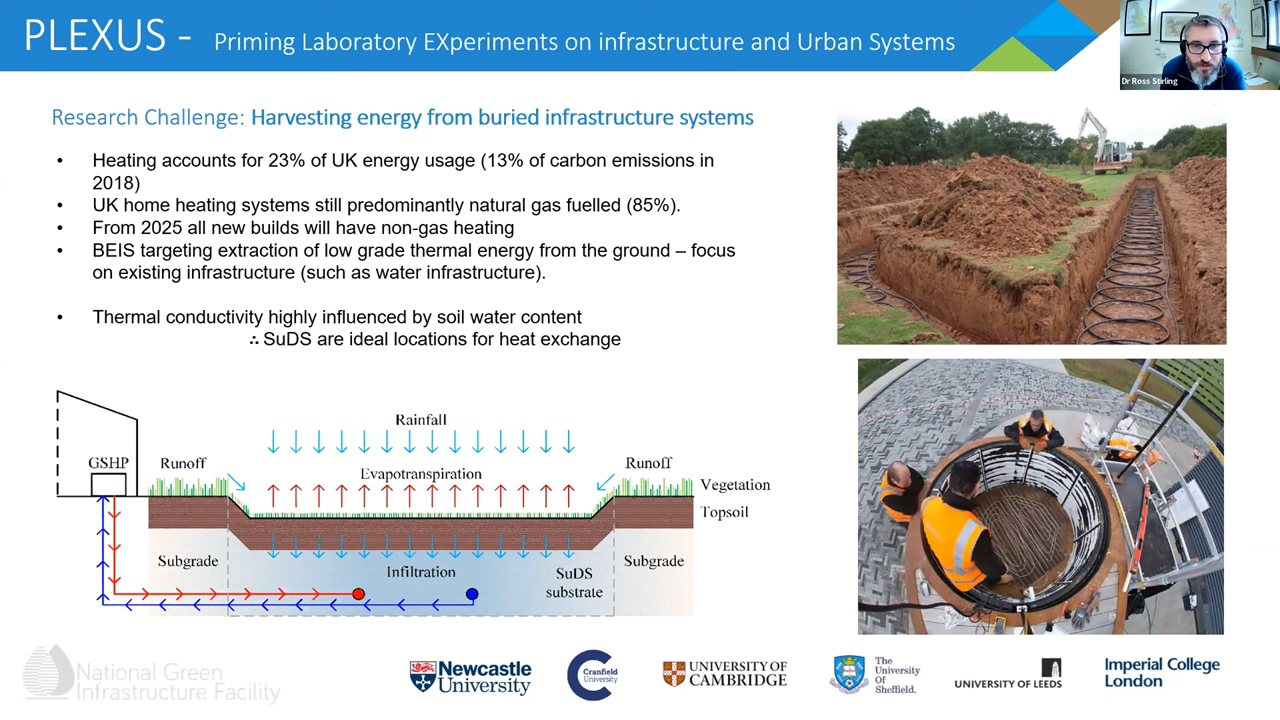 PLEXUS - Priming Laboratory EXperiments on infrastructure and Urban Systems
Dr Ross Stirling
Research Challenge: Harvesting energy from buried infrastructure systems
• Heating accounts for 23% of UK energy usage (13% of carbon emissions in
2018)
• UK home heating systems still predominantly natural gas fuelled (85%).
• From 2025 all new builds will have non-gas heating
• BEIS targeting extraction of low grade thermal energy from the ground – focus
on existing infrastructure (such as water infrastructure).
• Thermal conductivity highly influenced by soil water content
∴ SuDS are ideal locations for heat exchange
Rainfall
GSHP
Runoff
Evapotranspiration
Runoff
Vegetation
Topsoil
Subgrade
Infiltration
SuDS
substrate
Subgrade
National Green
Infrastructure Facility
Newcastle
University
Cranfield
University
UNIVERSITY OF
CAMBRIDGE
The
University
Of
Sheffield.
UNIVERSITY OF LEEDS
Imperial College
London